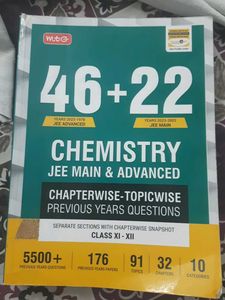 mtG
46+22
YEARS 2023-1978 YEARS 2023-2002
JEE ADVANCED JEE MAIN
CHEMISTRY
JEE MAIN & ADVANCED
CHAPTERWISE-TOPICWISE
PREVIOUS YEARS QUESTIONS
SEPARATE SECTIONS WITH CHAPTERWISE SNAPSHOT
CLASS XI - XII
5500+ 176 91 32 10
PREVIOUS YEARS QUESTIONS PREVIOUS YEARS PAPERS TOPICS CHAPTERS CATEGORIES